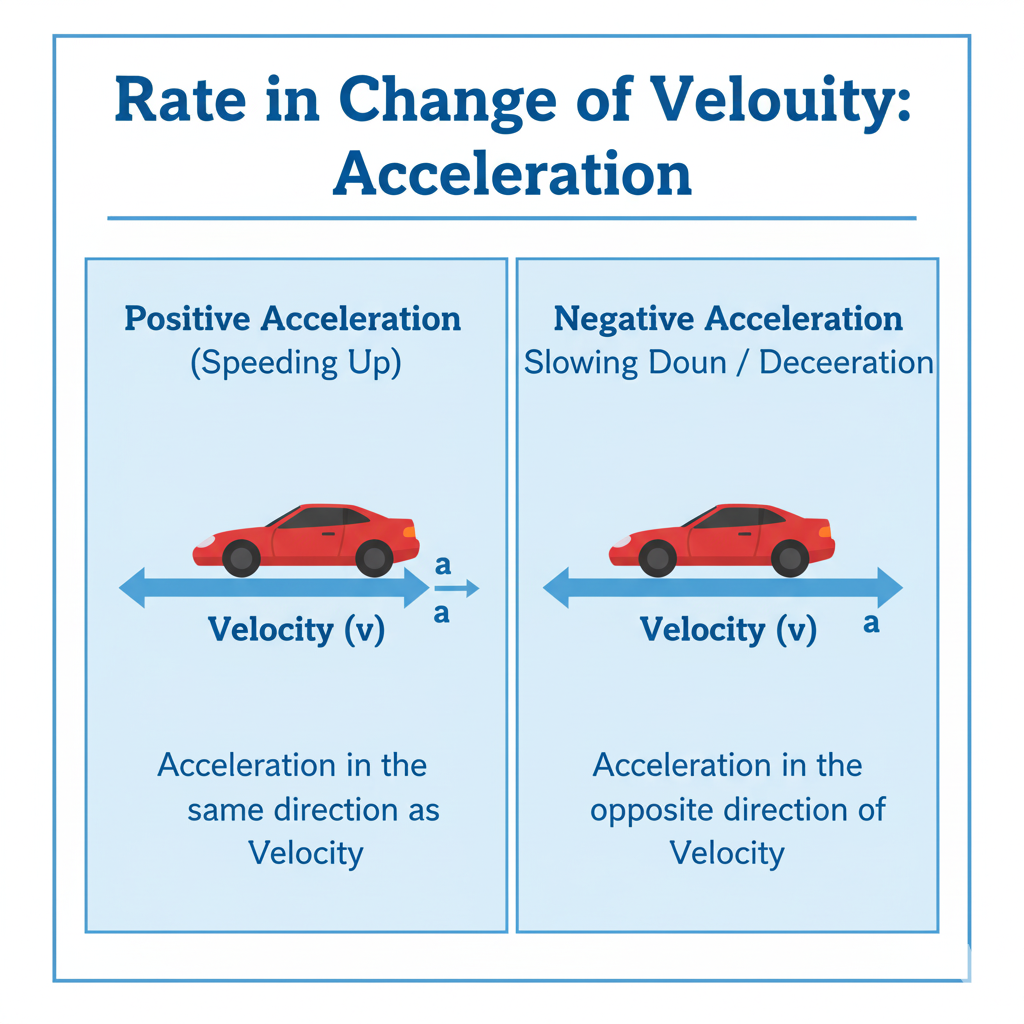 Rate in Change of Velouity:
Acceleration
Positive Acceleration
(Speeding Up)
a
a
Velocity (v)
Acceleration in the
same direction as
Velocity
Negative Acceleration
Slowing Doun / Deceeration
Velocity (v)
a
Acceleration in the
opposite direction of
Velocity